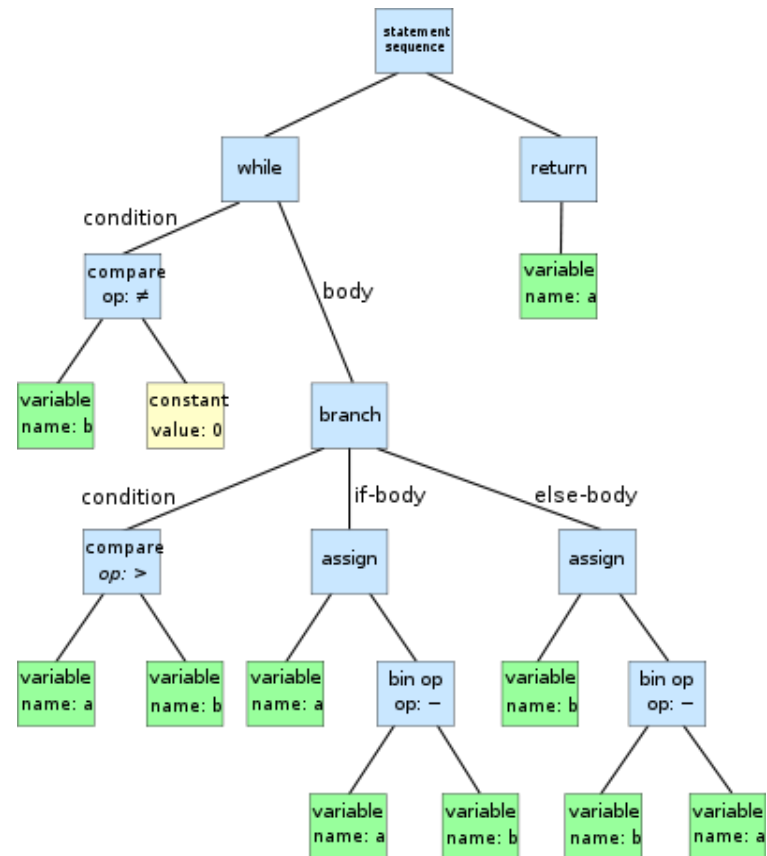 statement
sequence
while
return
condition
compare
op: ≠
body
variable
name: a
variable
name: b
constant
value: 0
branch
condition
if-body
else-body
compare
op: >
assign
assign
variable
name: a
variable
name: b
variable
name: a
bin op
op: −
variable
name: b
bin op
op: −
variable
name: a
variable
name: b
variable
name: b
variable
name: a